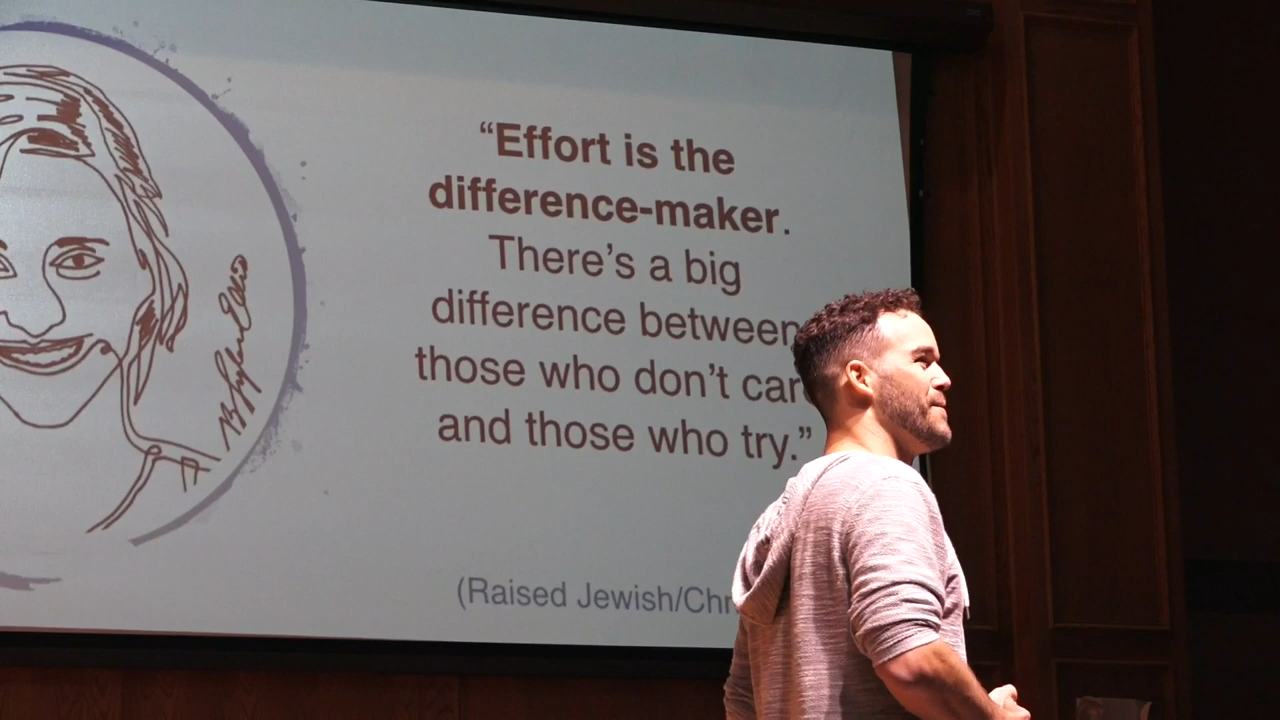 “Effort is the
difference-maker.
There’s a big
difference between
those who don’t car
and those who try.”
(Raised Jewish/Chr